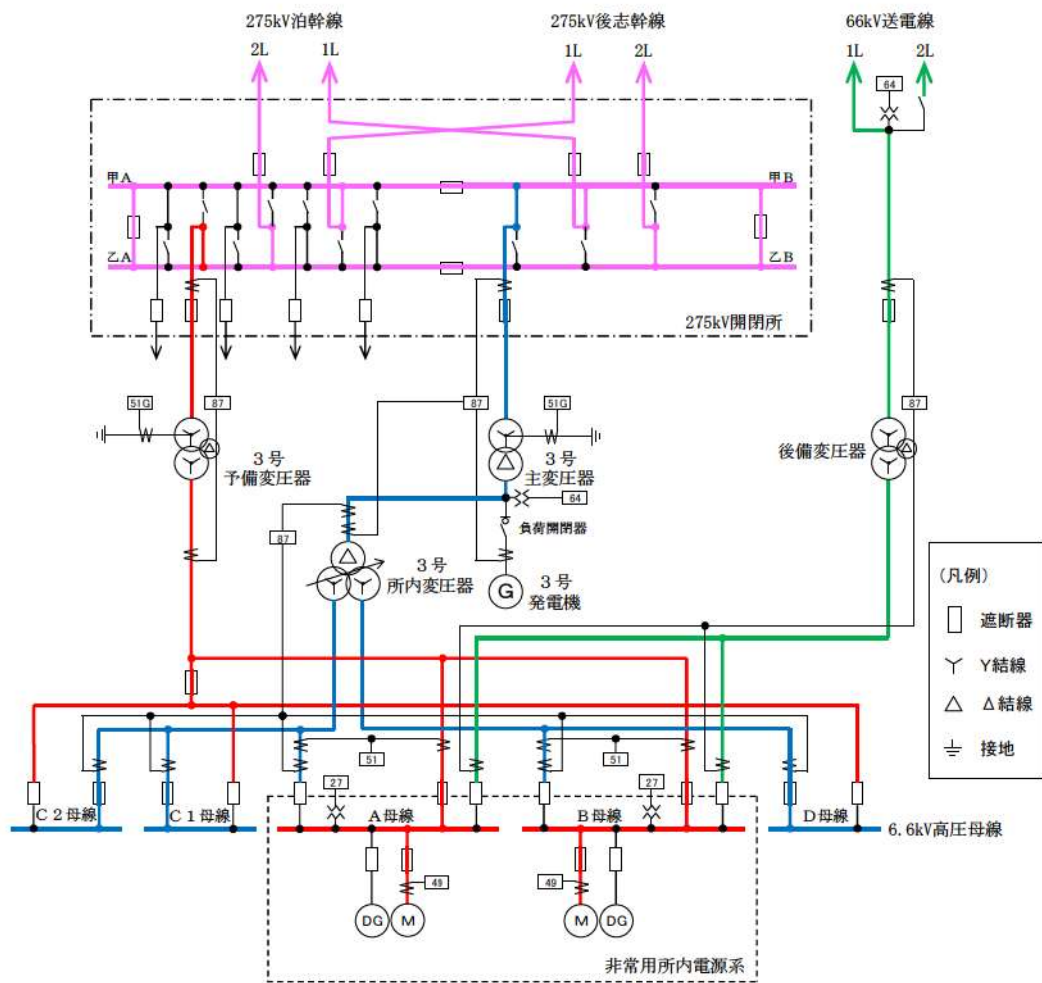 275kV泊幹線
275kV後志幹線
66kV送電線
2L
1L
1L
2L
1L
2L
64
甲A
甲B
乙A
乙B
275kV開閉所
51G
87
87
51G
87
3号
予備変圧器
3号
主変圧器
後備変圧器
64
負荷開閉器
87
3号
所内変圧器
G
3号
発電機
(凡例)
遮断器
Y結線
Δ結線
接地
51
51
27
27
C2母線
C1母線
A母線
B母線
D母線
6.6kV高圧母線
49
49
DG
M
M
DG
非常用所内電源系